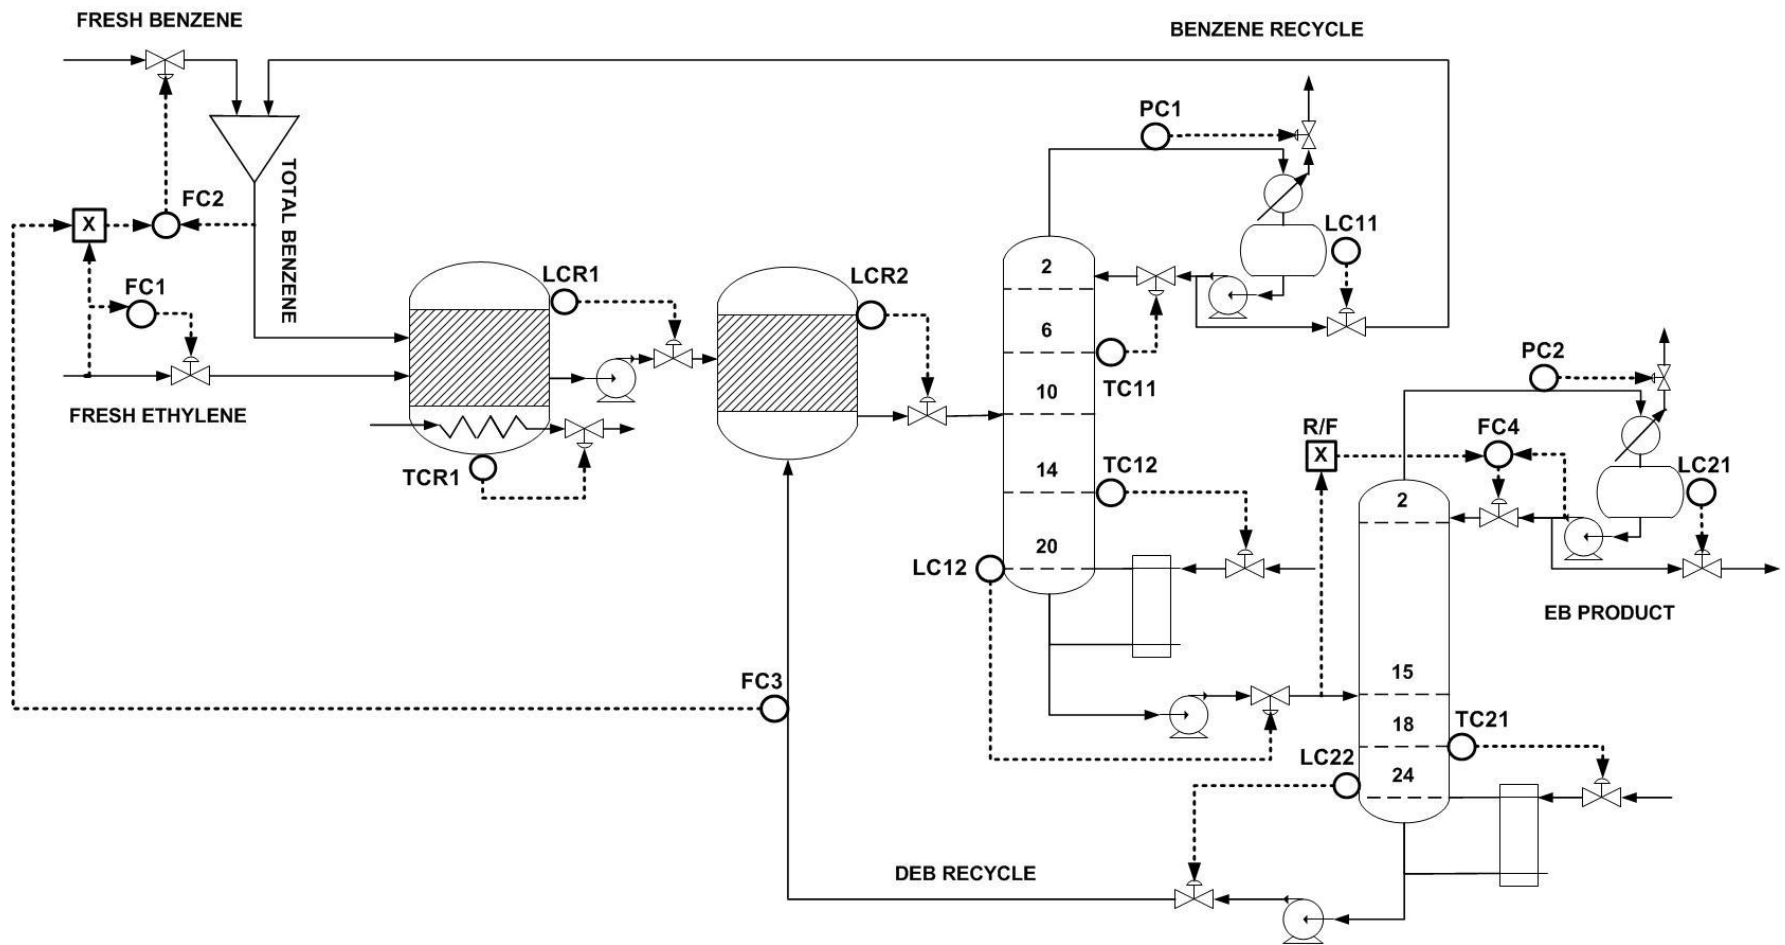 FRESH BENZENE
BENZENE RECYCLE
PC1
TOTAL BENZENE
FC2
X
LC11
LCR1
LCR2
2
FC1
6
TC11
PC2
10
FRESH ETHYLENE
R/F
FC4
X
TC12
14
LC21
TCR1
2
20
LC12
EB PRODUCT
15
FC3
18
TC21
LC22
24
DEB RECYCLE